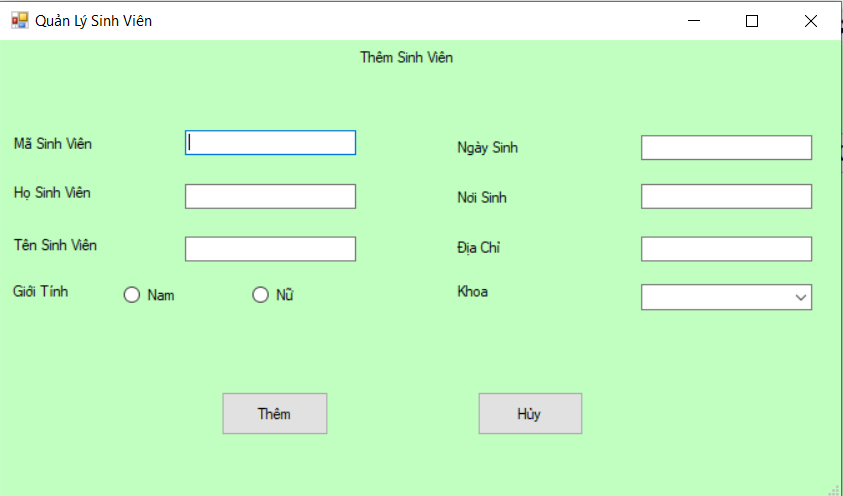 Quản Lý Sinh Viên
Thêm Sinh Viên
Mã Sinh Viên
Họ Sinh Viên
Tên Sinh Viên
Giới Tính
Nam
Nữ
Ngày Sinh
Nơi Sinh
Địa Chỉ
Khoa
Thêm
Hủy